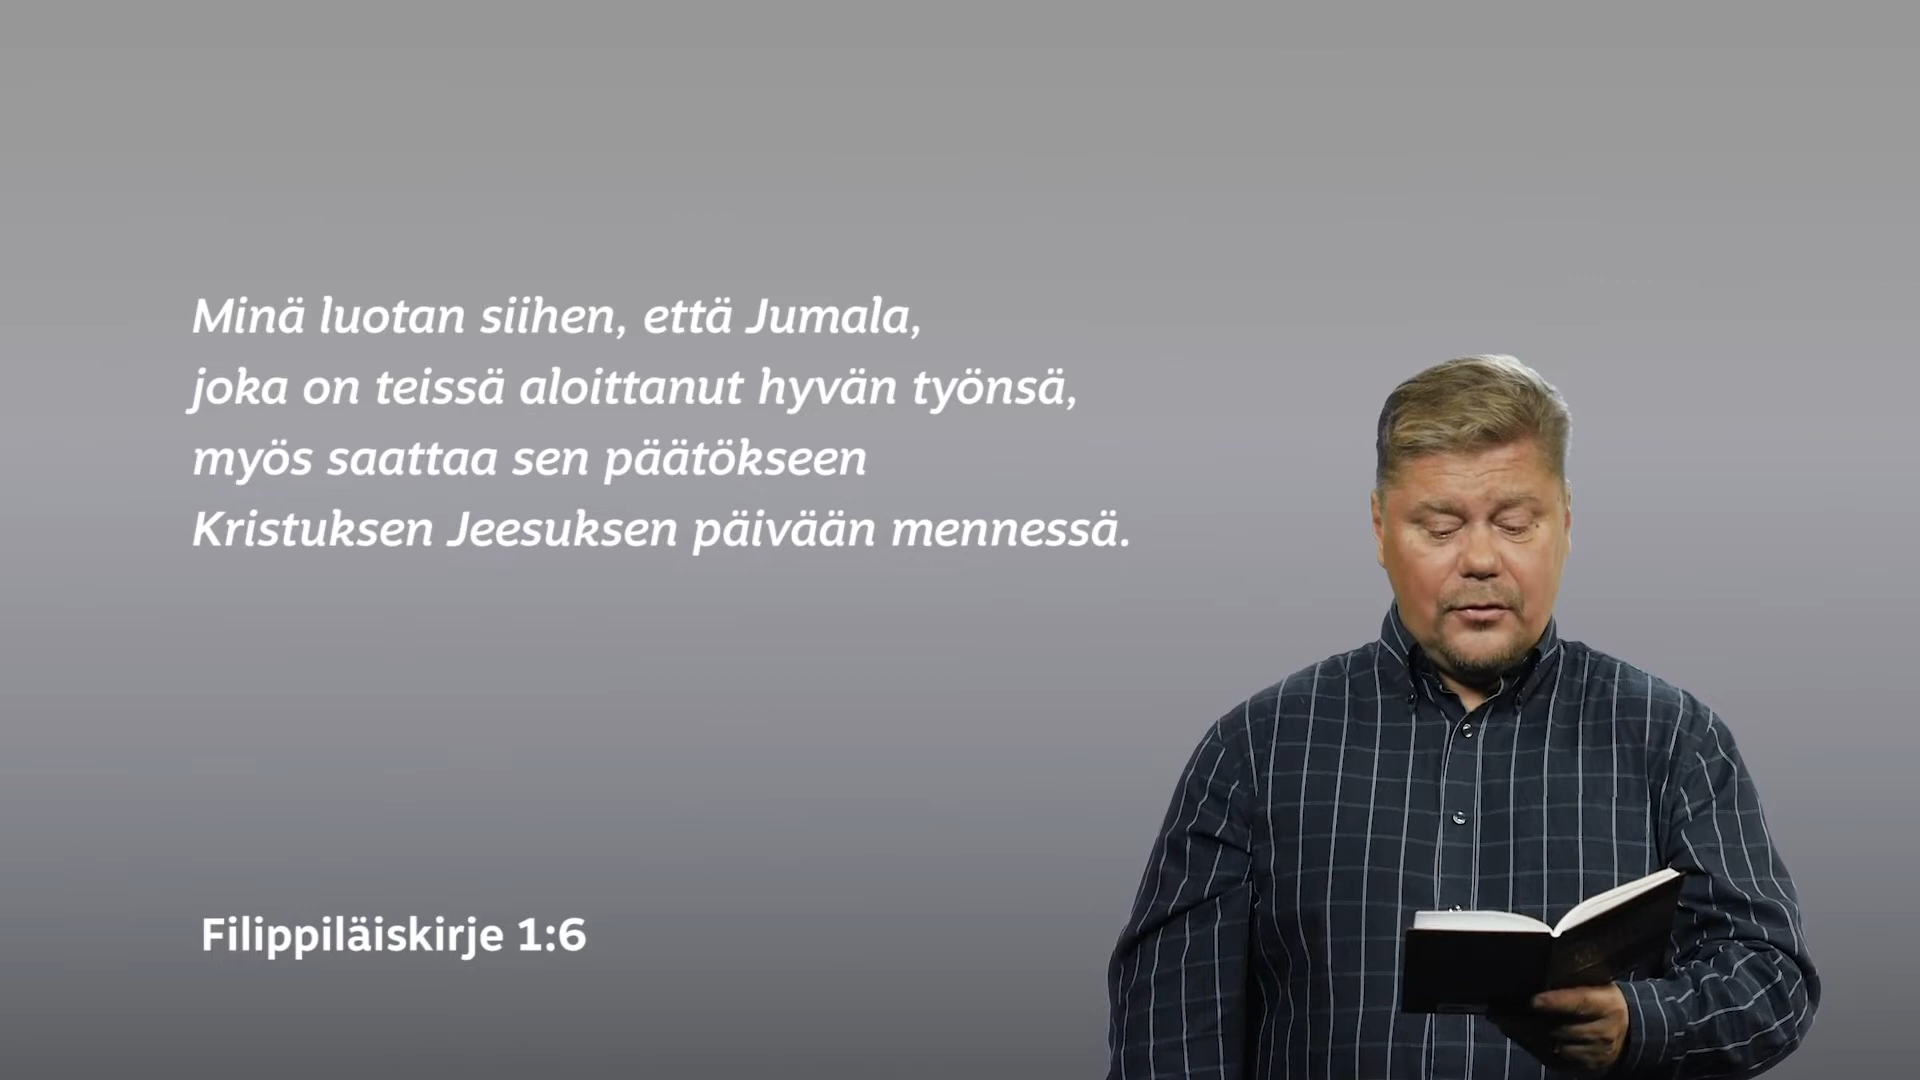 Minä luotan siihen, että Jumala,
joka on teissä aloittanut hyvän työnsä,
myös saattaa sen päätökseen
Kristuksen Jeesuksen päivään mennessä.
Filippiläiskirje 1:6